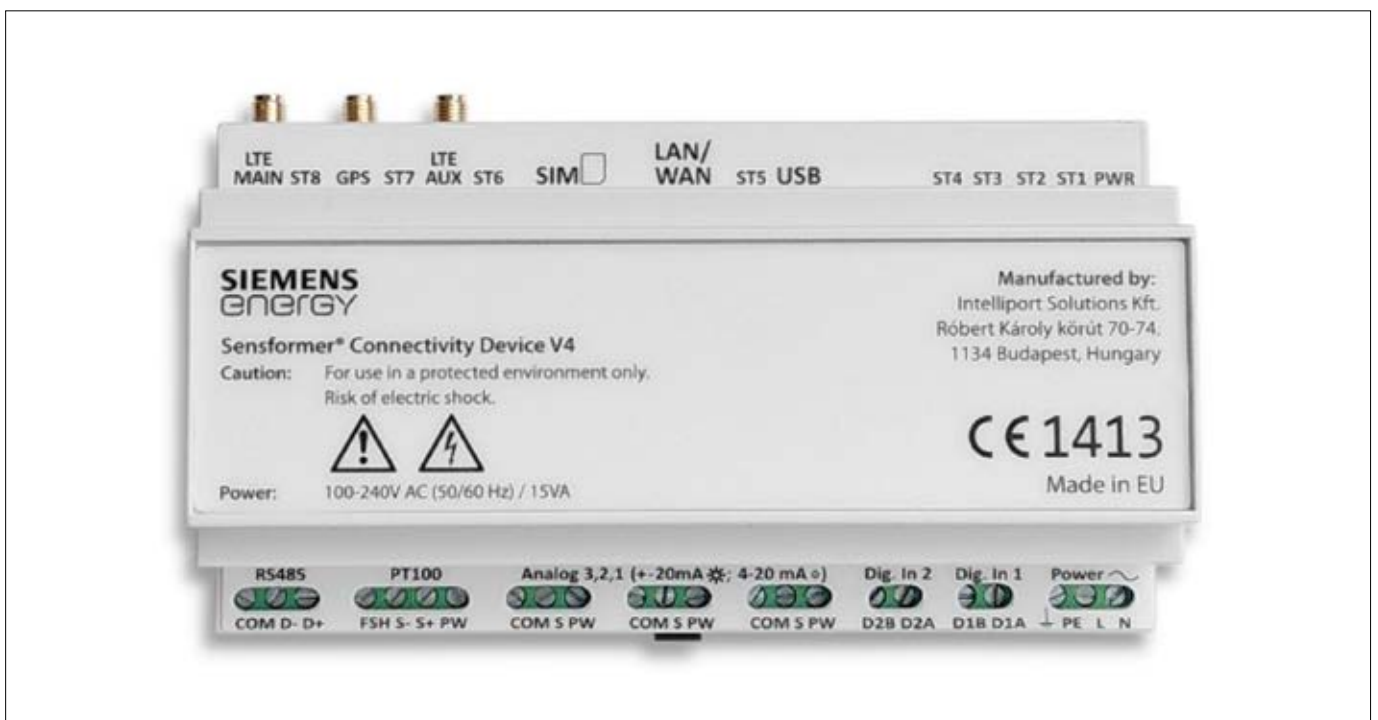 LTE MAIN ST8 GPS ST7 LTE AUX ST6 SIM LAN/ WAN ST5 USB ST4 ST3 ST2 ST1 PWR
SIEMENS
energy
Sensformer® Connectivity Device V4
Caution: For use in a protected environment only.
Risk of electric shock.
Power: 100-240V AC (50/60 Hz) / 15VA
Manufactured by:
Intelliport Solutions Kft.
Róbert Károly körút 70-74.
1134 Budapest, Hungary
CE 1413
Made in EU
RS485 PT100 Analog 3,2,1 (+-20mA ☼; 4-20 mA ○) Dig. In 2 Dig. In 1 Power ~
COM D- D+ FSH S- S+ PW COM S PW COM S PW COM S PW D2B D2A D1B D1A ⏚ PE L N